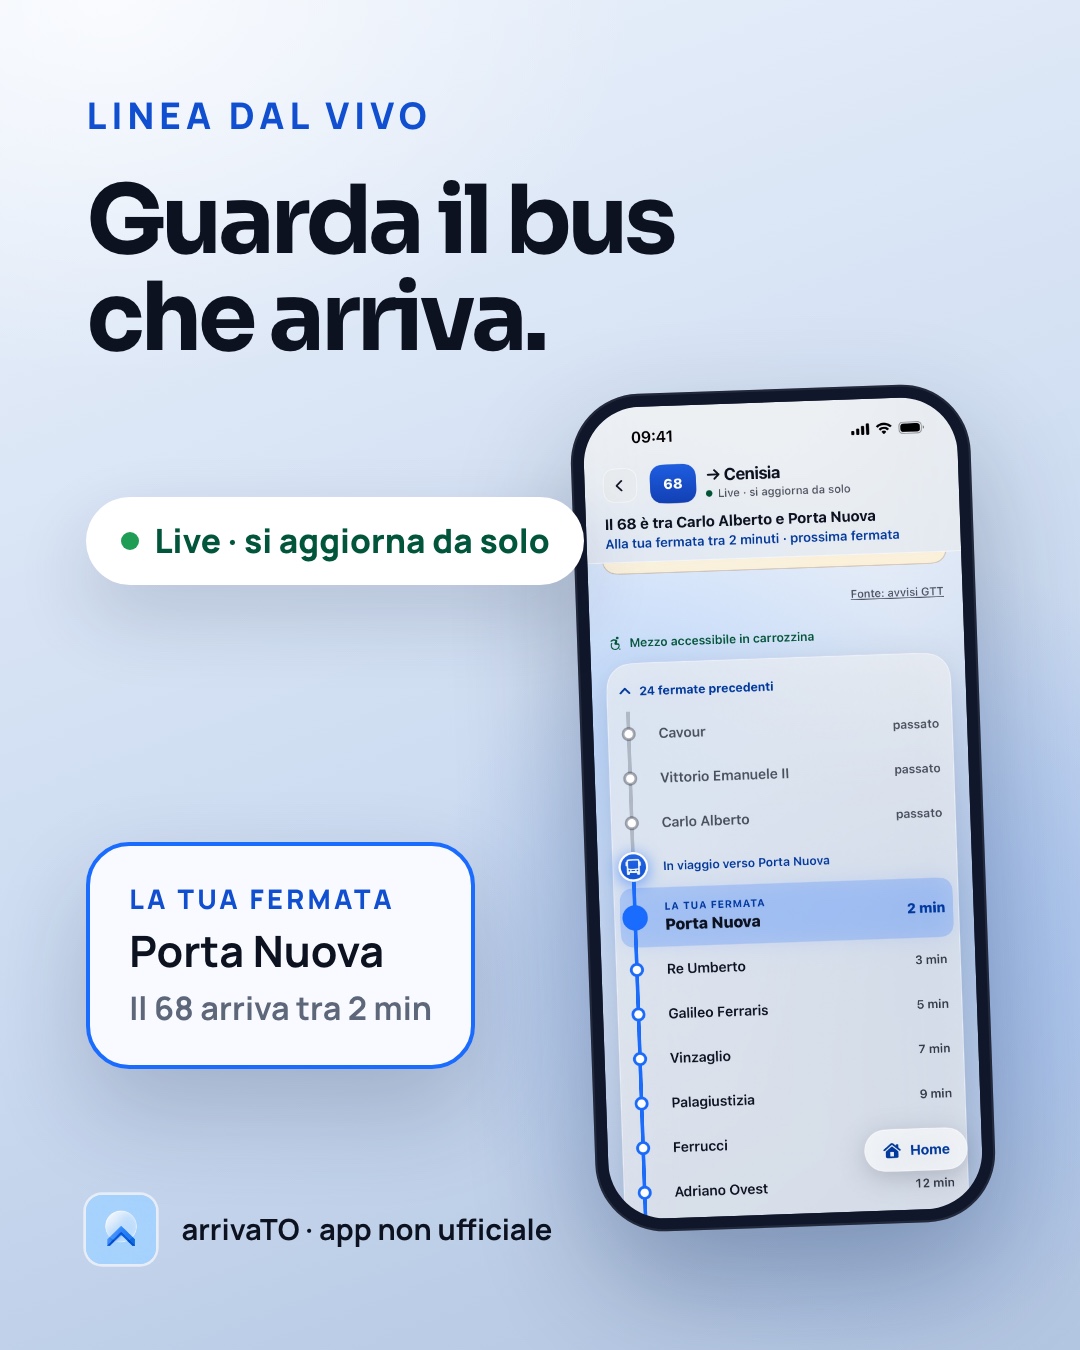 LINEA DAL VIVO
Guarda il bus
che arriva.
09:41
68
→ Cenisia
Live · si aggiorna da solo
Il 68 è tra Carlo Alberto e Porta Nuova
Alla tua fermata tra 2 minuti · prossima fermata
Live · si aggiorna da solo
Fonte: avvisi GTT
Mezzo accessibile in carrozzina
24 fermate precedenti
Cavour passato
Vittorio Emanuele II passato
Carlo Alberto passato
In viaggio verso Porta Nuova
LA TUA FERMATA
Porta Nuova 2 min
Re Umberto 3 min
Galileo Ferraris 5 min
Vinzaglio 7 min
Palagiustizia 9 min
Ferrucci
Home
Adriano Ovest 12 min
LA TUA FERMATA
Porta Nuova
Il 68 arriva tra 2 min
arrivaTO · app non ufficiale